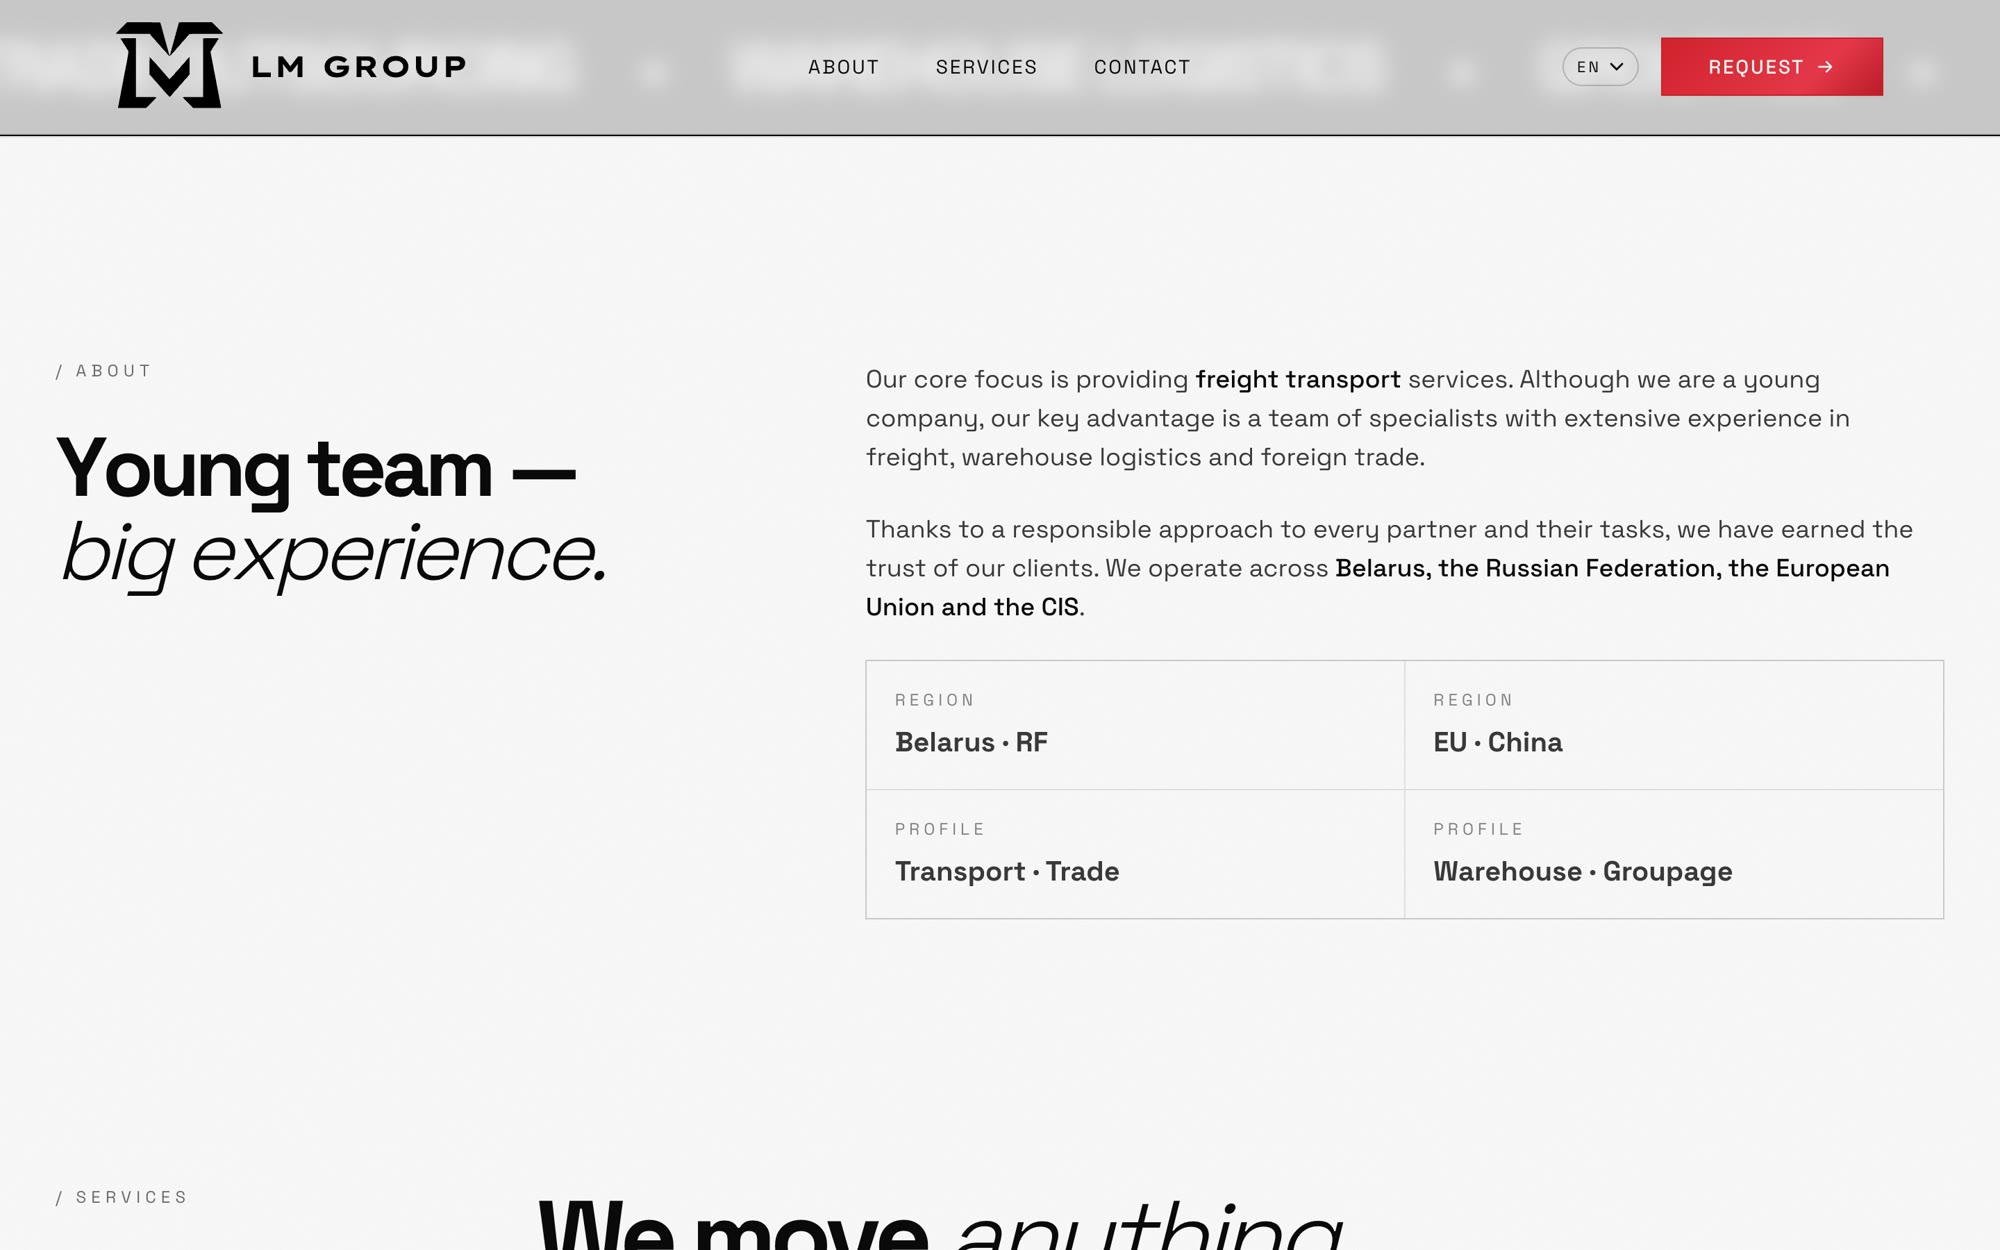 LM GROUP
ABOUT SERVICES CONTACT
EN
REQUEST →
/ ABOUT
Young team —
big experience.
Our core focus is providing freight transport services. Although we are a young
company, our key advantage is a team of specialists with extensive experience in
freight, warehouse logistics and foreign trade.
Thanks to a responsible approach to every partner and their tasks, we have earned the
trust of our clients. We operate across Belarus, the Russian Federation, the European
Union and the CIS.
REGION
Belarus · RF
REGION
EU · China
PROFILE
Transport · Trade
PROFILE
Warehouse · Groupage
/ SERVICES
We move anything